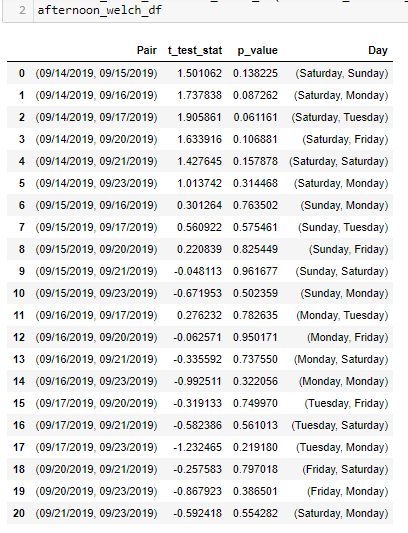 2 afternoon_welch_df
Pair t_test_stat p_value Day
0 (09/14/2019, 09/15/2019) 1.501062 0.138225 (Saturday, Sunday)
1 (09/14/2019, 09/16/2019) 1.737838 0.087262 (Saturday, Monday)
2 (09/14/2019, 09/17/2019) 1.905861 0.061161 (Saturday, Tuesday)
3 (09/14/2019, 09/20/2019) 1.633916 0.106881 (Saturday, Friday)
4 (09/14/2019, 09/21/2019) 1.427645 0.157878 (Saturday, Saturday)
5 (09/14/2019, 09/23/2019) 1.013742 0.314468 (Saturday, Monday)
6 (09/15/2019, 09/16/2019) 0.301264 0.763502 (Sunday, Monday)
7 (09/15/2019, 09/17/2019) 0.560922 0.575461 (Sunday, Tuesday)
8 (09/15/2019, 09/20/2019) 0.220839 0.825449 (Sunday, Friday)
9 (09/15/2019, 09/21/2019) -0.048113 0.961677 (Sunday, Saturday)
10 (09/15/2019, 09/23/2019) -0.671953 0.502359 (Sunday, Monday)
11 (09/16/2019, 09/17/2019) 0.276232 0.782635 (Monday, Tuesday)
12 (09/16/2019, 09/20/2019) -0.062571 0.950171 (Monday, Friday)
13 (09/16/2019, 09/21/2019) -0.335592 0.737550 (Monday, Saturday)
14 (09/16/2019, 09/23/2019) -0.992511 0.322056 (Monday, Monday)
15 (09/17/2019, 09/20/2019) -0.319133 0.749970 (Tuesday, Friday)
16 (09/17/2019, 09/21/2019) -0.582386 0.561013 (Tuesday, Saturday)
17 (09/17/2019, 09/23/2019) -1.232465 0.219180 (Tuesday, Monday)
18 (09/20/2019, 09/21/2019) -0.257583 0.797018 (Friday, Saturday)
19 (09/20/2019, 09/23/2019) -0.867923 0.386501 (Friday, Monday)
20 (09/21/2019, 09/23/2019) -0.592418 0.554282 (Saturday, Monday)